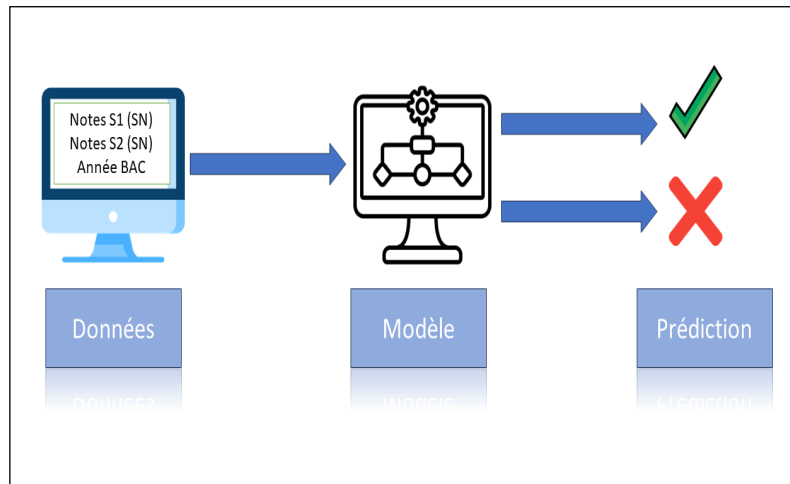 Notes S1 (SN)
Notes S2 (SN)
Année BAC
Données
Modèle
Prédiction